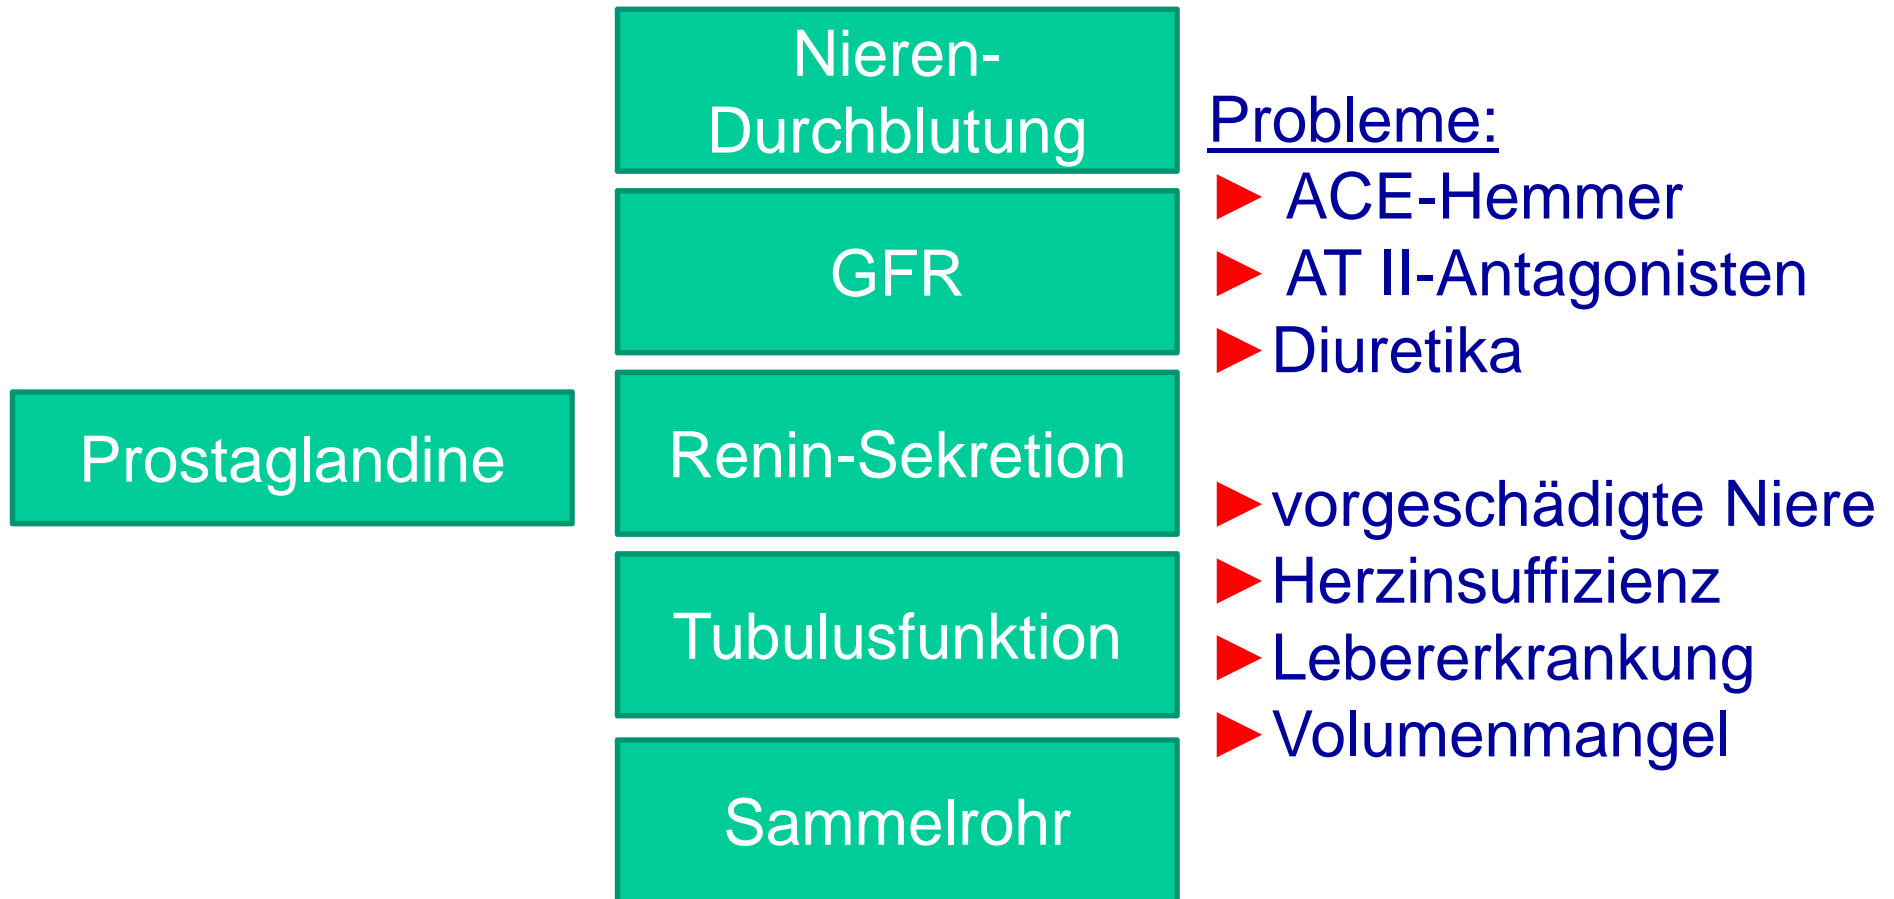 Prostaglandine
Nieren-
Durchblutung
GFR
Renin-Sekretion
Tubulusfunktion
Sammelrohr
Probleme:
► ACE-Hemmer
► AT II-Antagonisten
►Diuretika
►vorgeschädigte Niere
►Herzinsuffizienz
►Lebererkrankung
►Volumenmangel